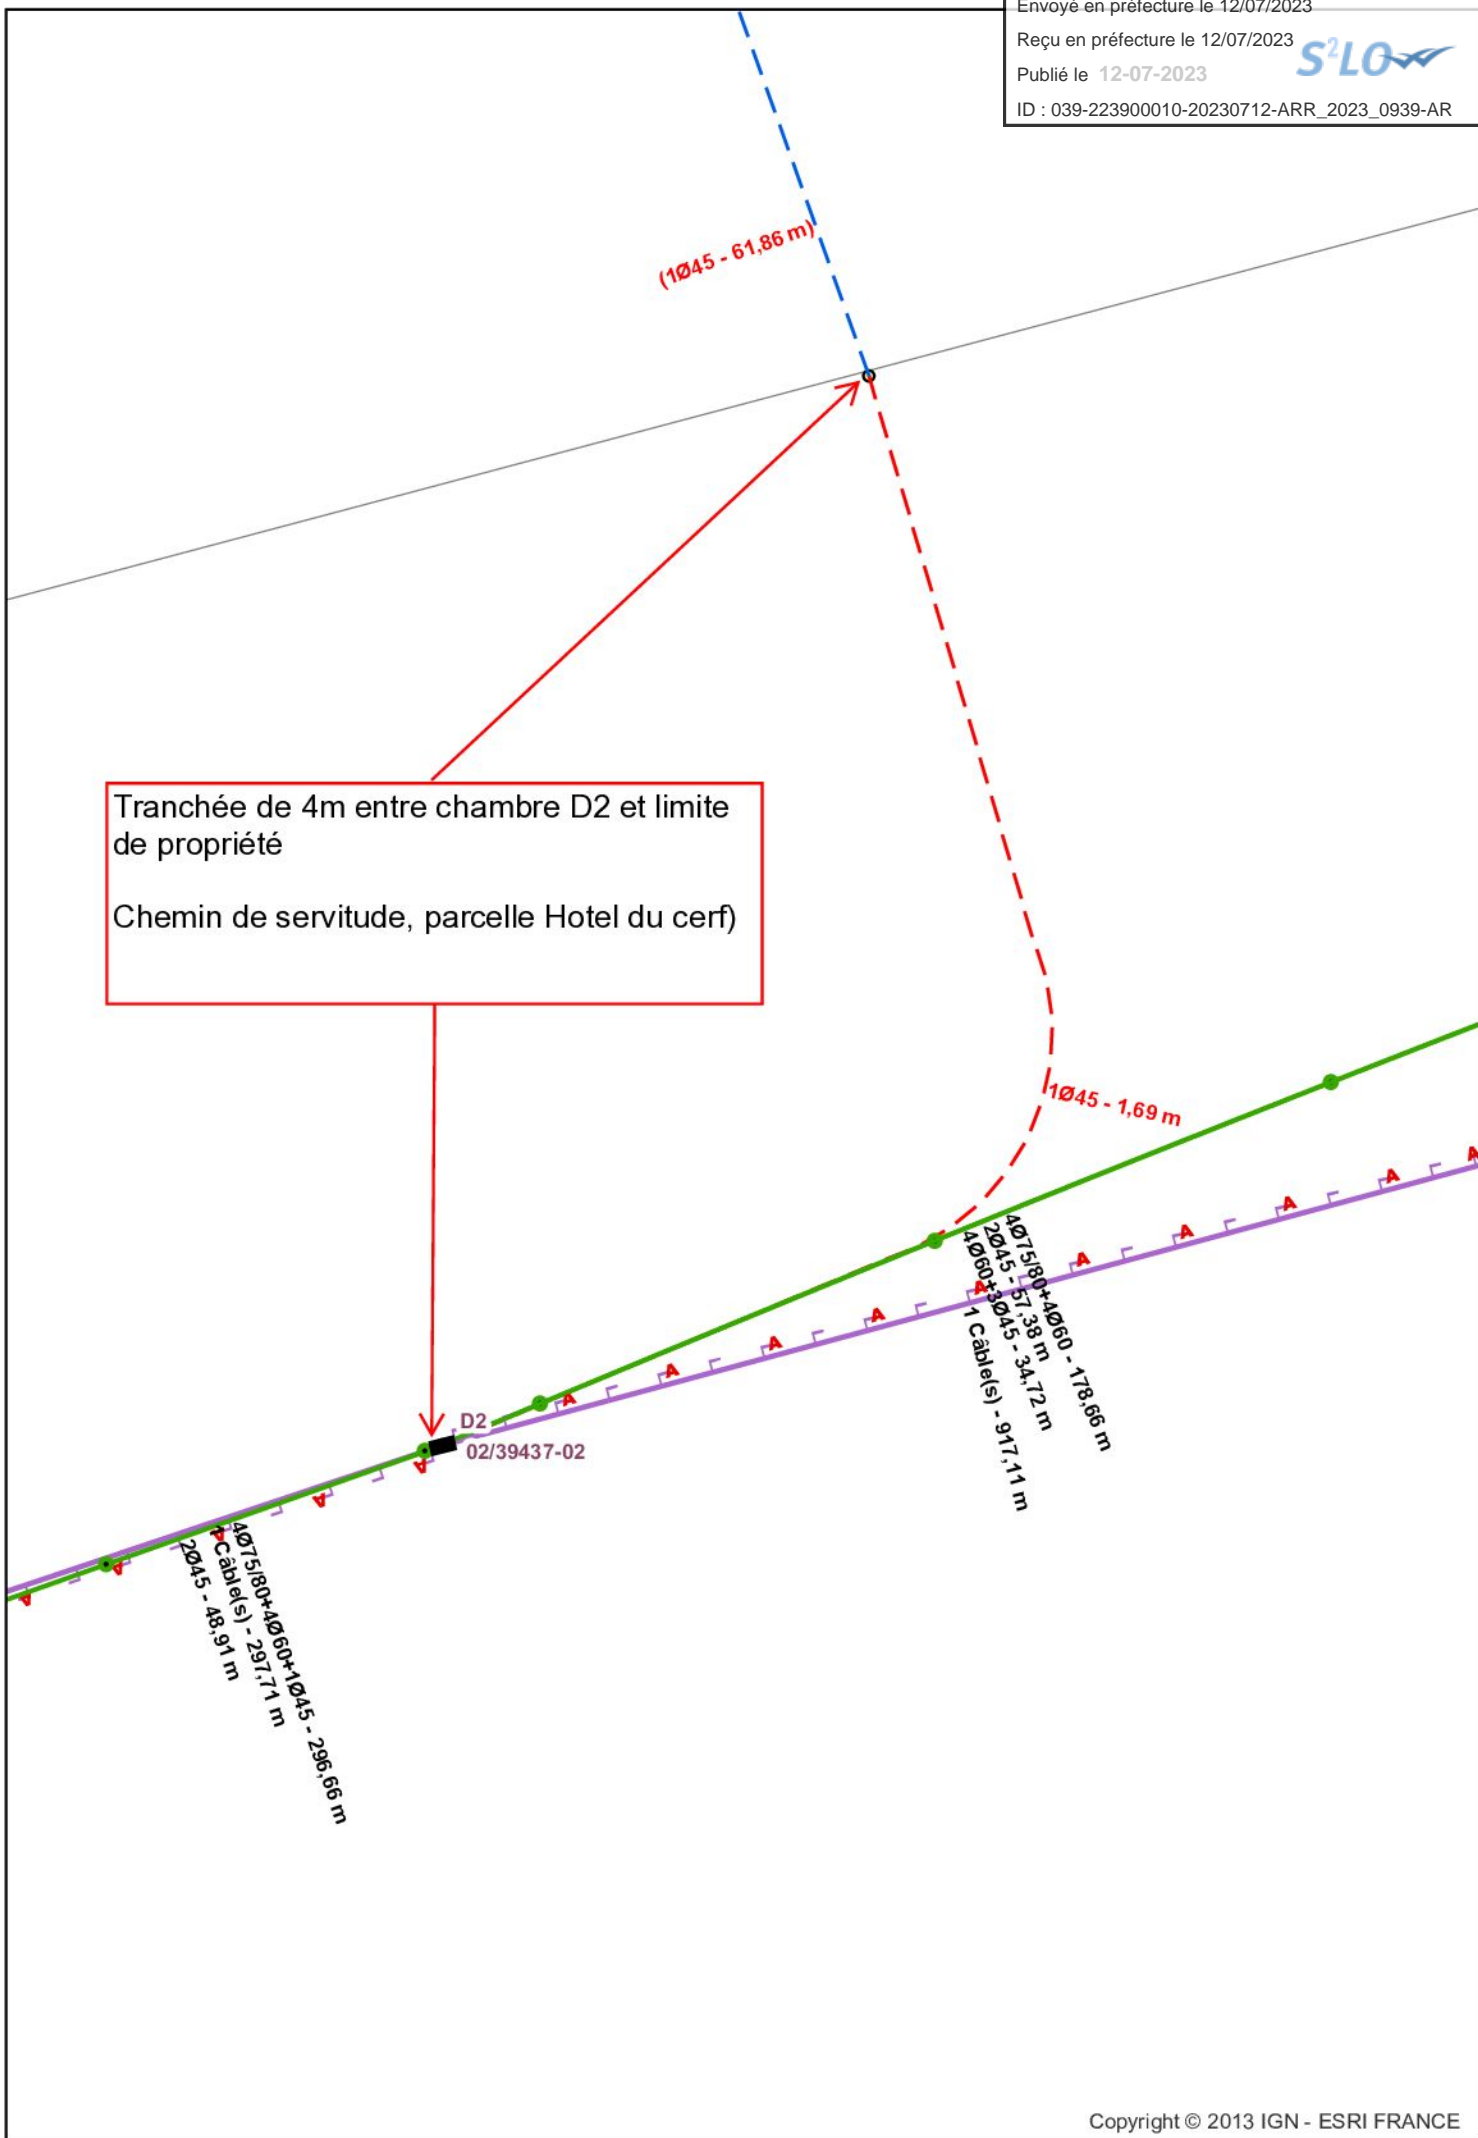 Envoyé en préfecture le 12/07/2023
Reçu en préfecture le 12/07/2023
Publié le 12-07-2023
S²LO
ID : 039-223900010-20230712-ARR_2023_0939-AR
(1Ø45 - 61,86 m)
Tranchée de 4m entre chambre D2 et limite
de propriété
Chemin de servitude, parcelle Hotel du cerf)
1Ø45 - 1,69 m
4Ø75/80+4Ø60 - 178,66 m
2Ø45 - 57,38 m
4Ø60+3Ø45 - 34,72 m
1 Câble(s) - 917,11 m
A A A A A A A A A A
D2
02/39437-02
A A A A A
4Ø75/80+4Ø60+1Ø45 - 296,66 m
1 Câble(s) - 297,71 m
2Ø45 - 48,91 m
Copyright © 2013 IGN - ESRI FRANCE